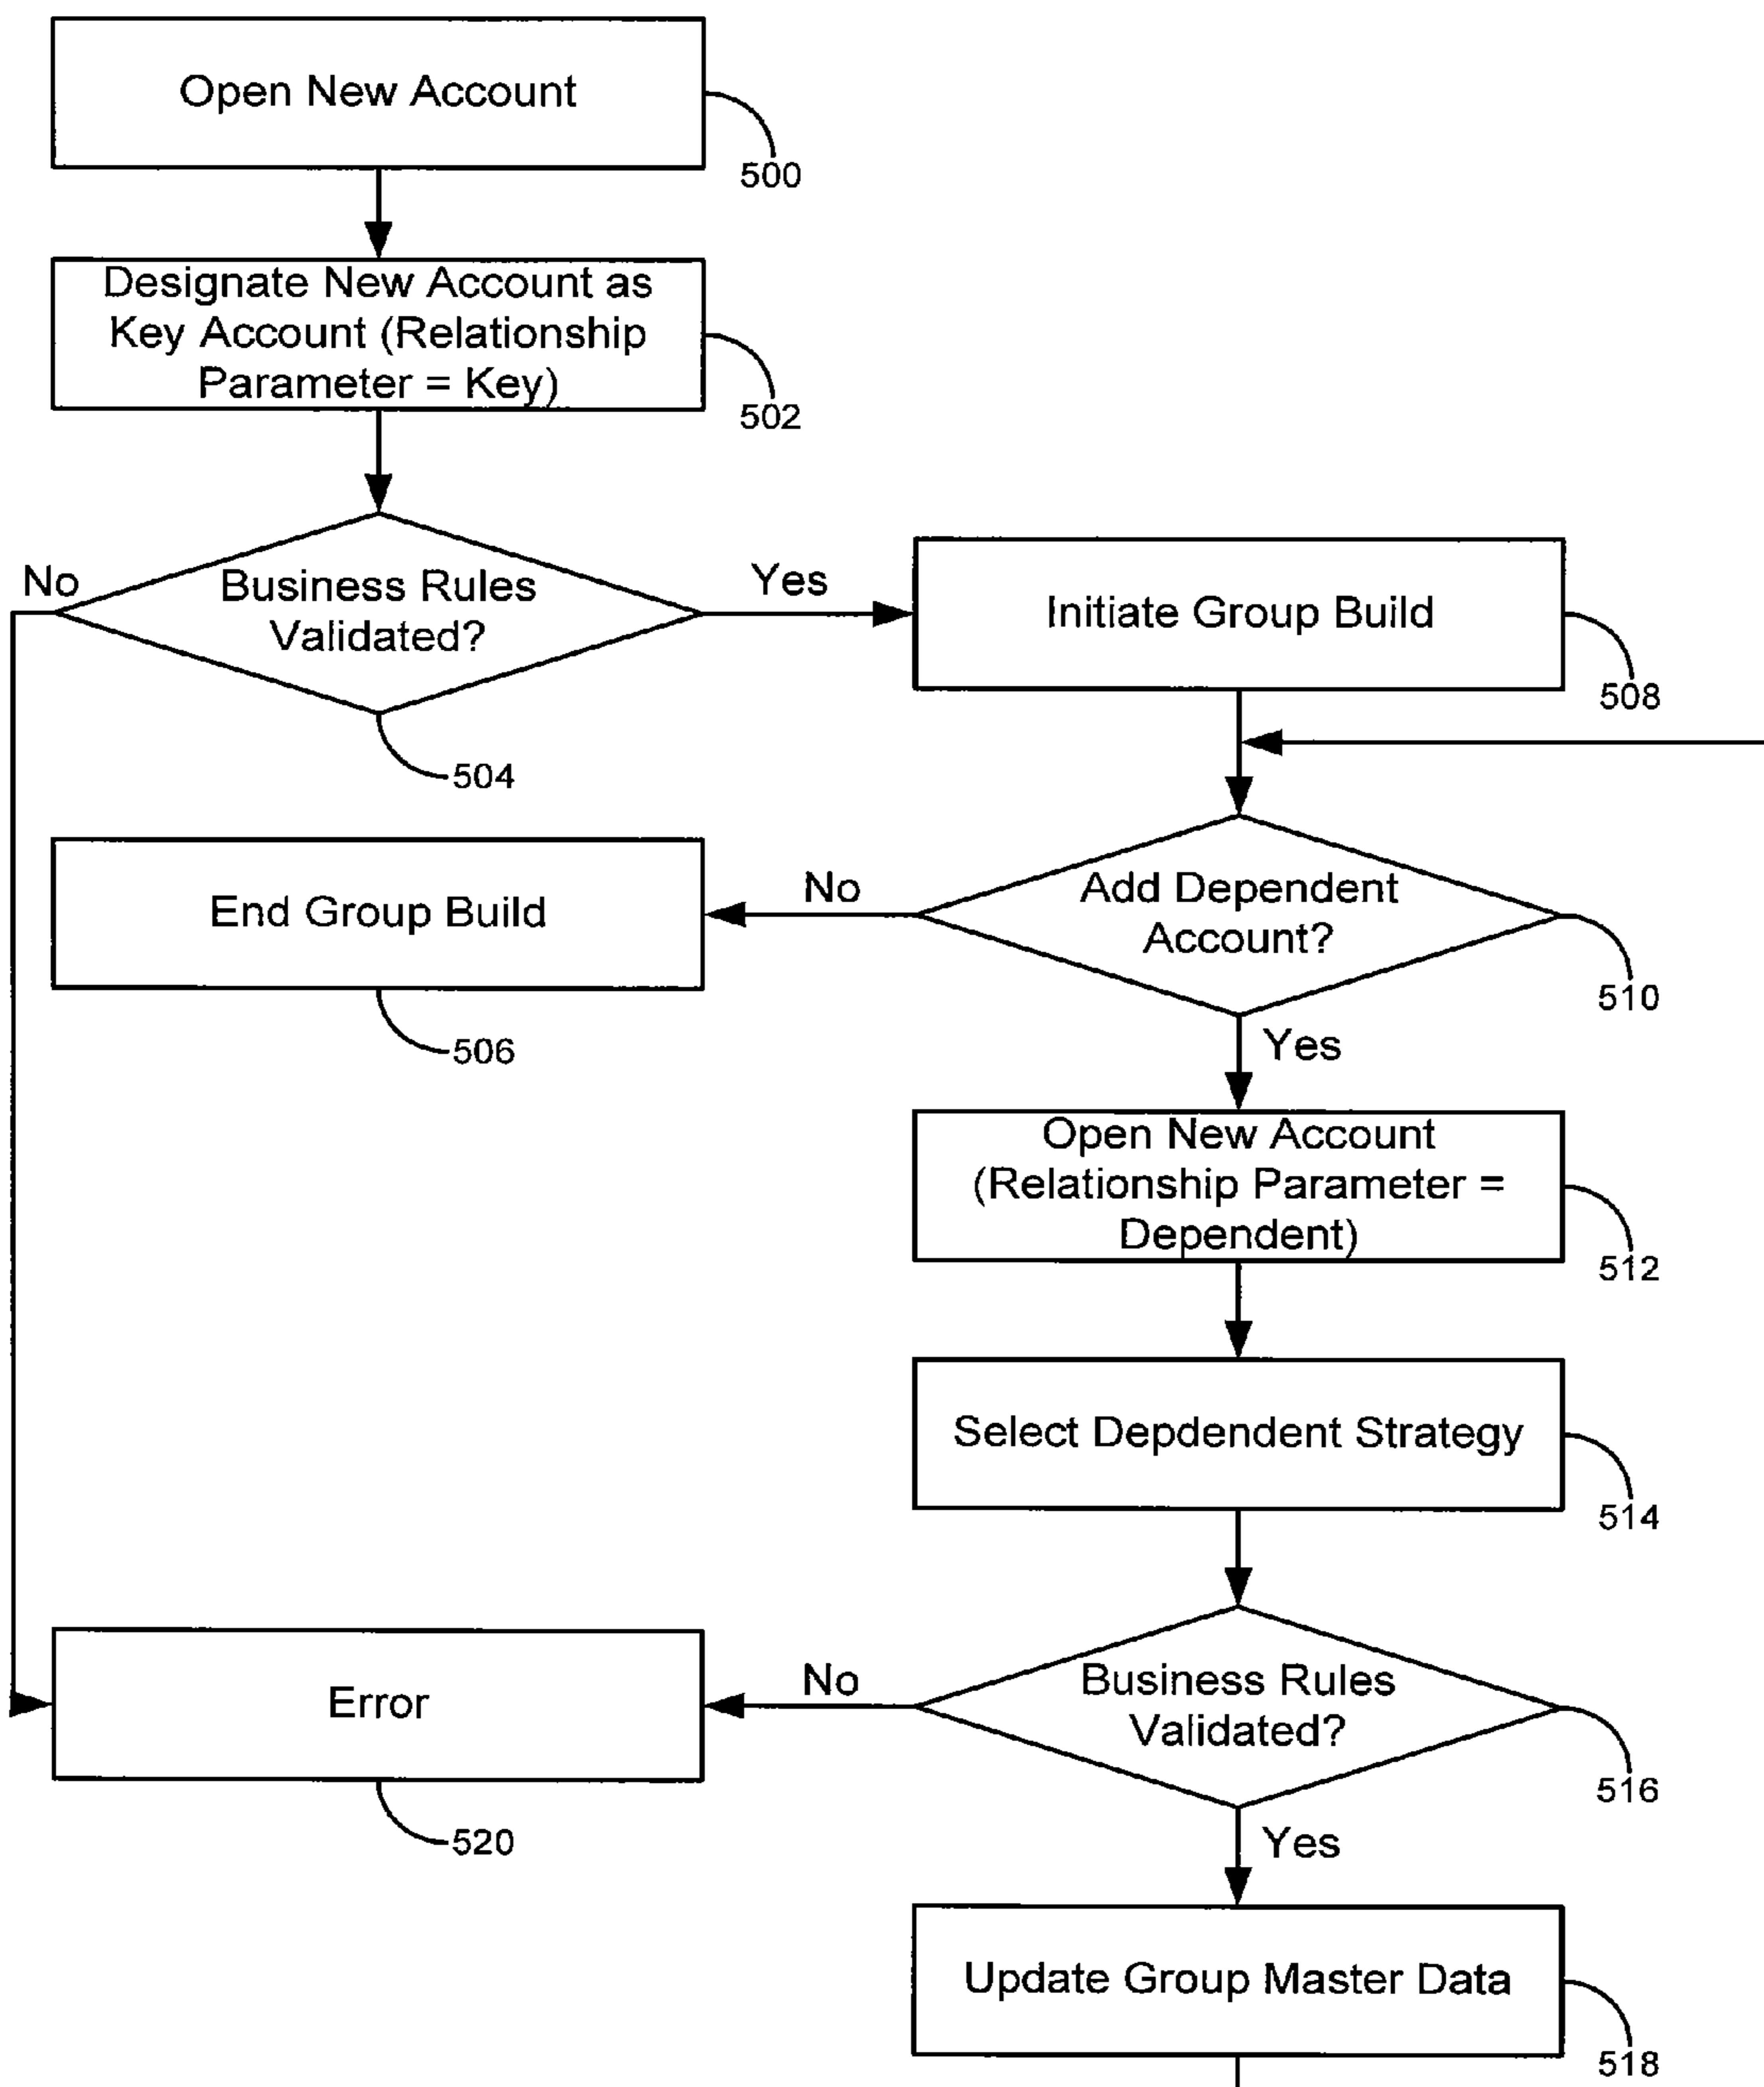 Open New Account
500
Designate New Account as
Key Account (Relationship
Parameter = Key)
502
No
Business Rules
Validated?
Yes
504
Initiate Group Build
508
End Group Build
506
No
Add Dependent
Account?
510
Yes
Open New Account
(Relationship Parameter =
Dependent)
512
Select Depdendent Strategy
514
Error
520
No
Business Rules
Validated?
516
Yes
Update Group Master Data
518